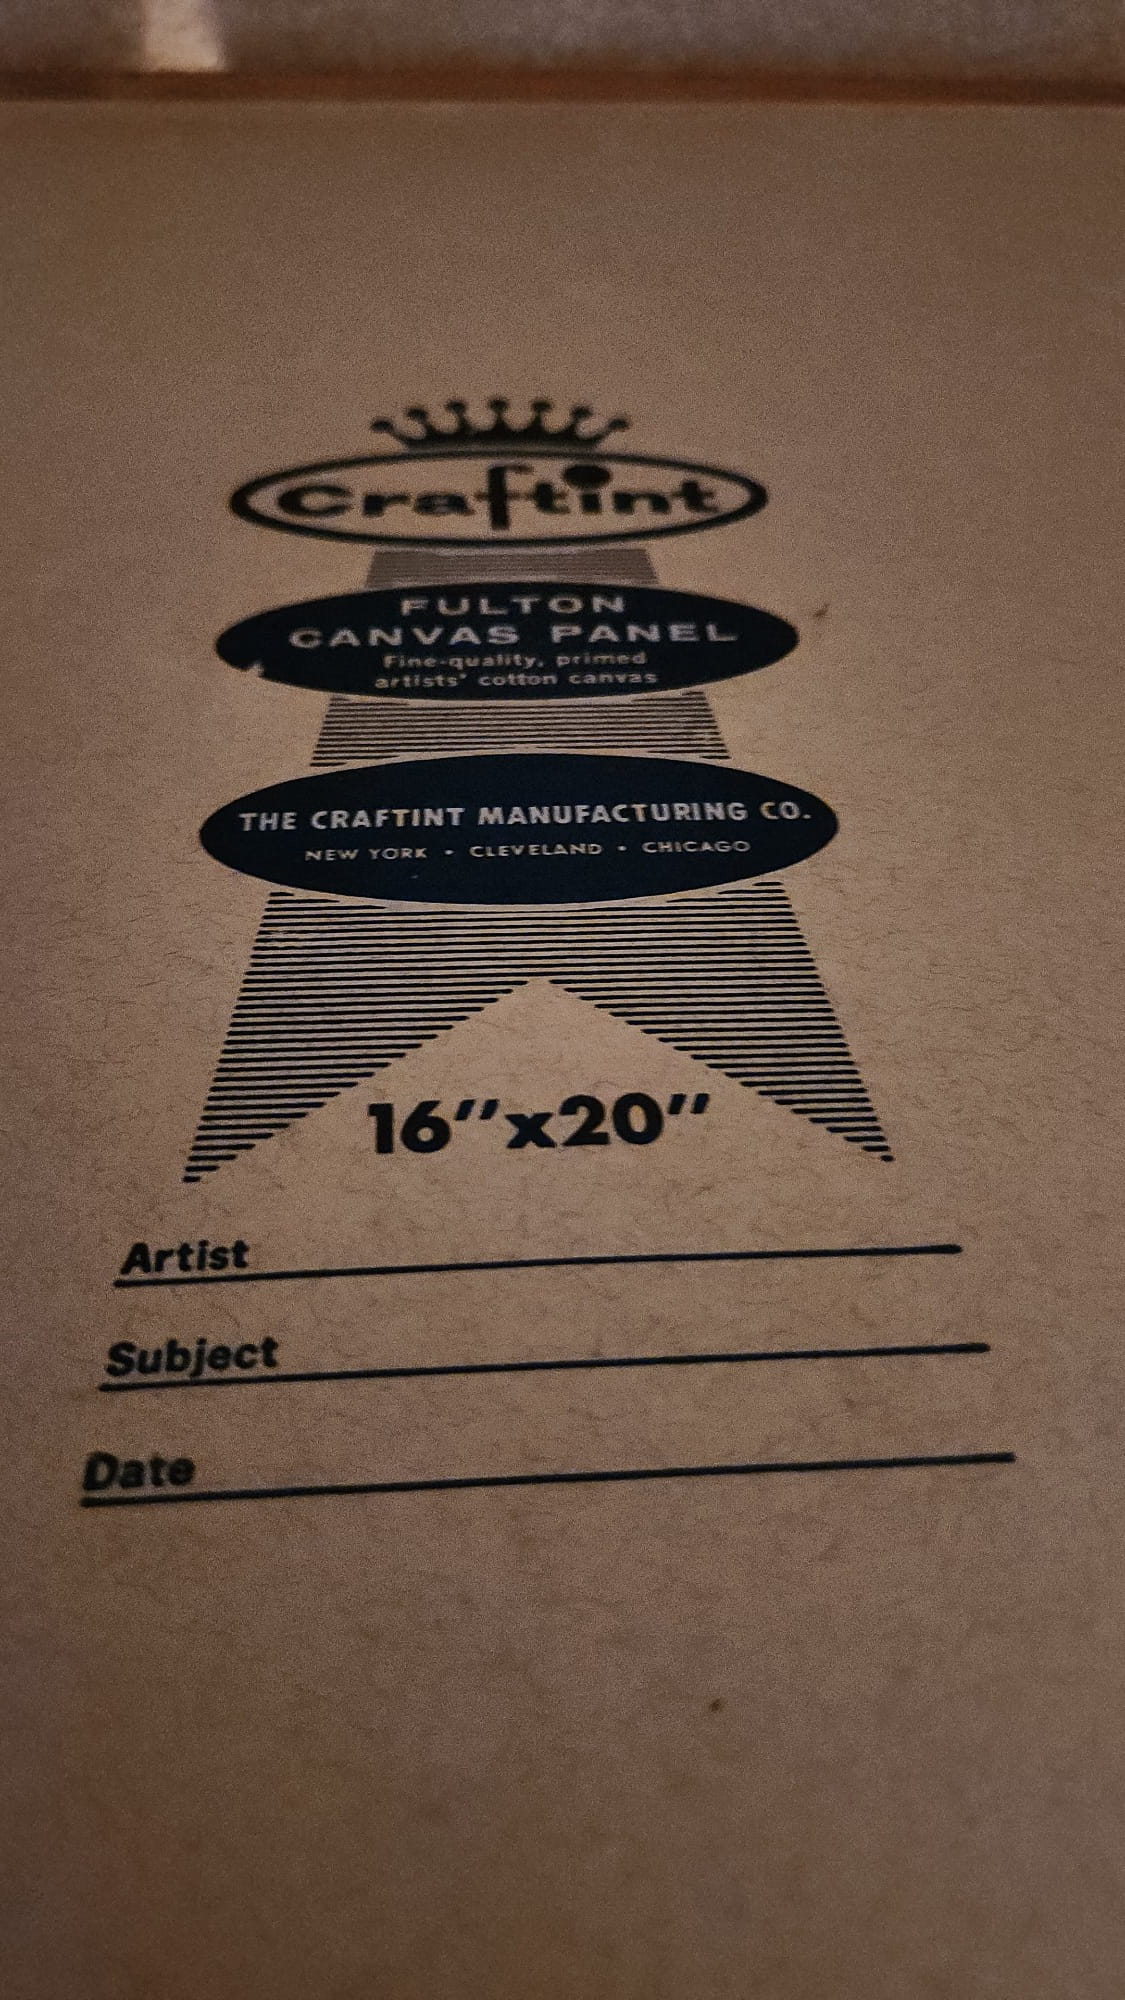 Craftint
FULTON
CANVAS PANEL
Fine-quality, primed
artists' cotton canvas
THE CRAFTINT MANUFACTURING CO.
NEW YORK • CLEVELAND • CHICAGO
16"x20"
Artist
Subject
Date